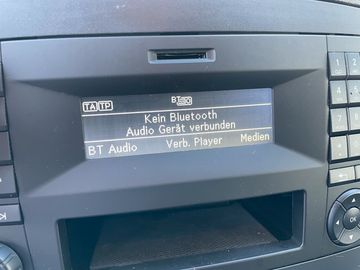 TA TP BT
Kein Bluetooth
Audio Gerät verbunden
BT Audio Verb. Player Medien